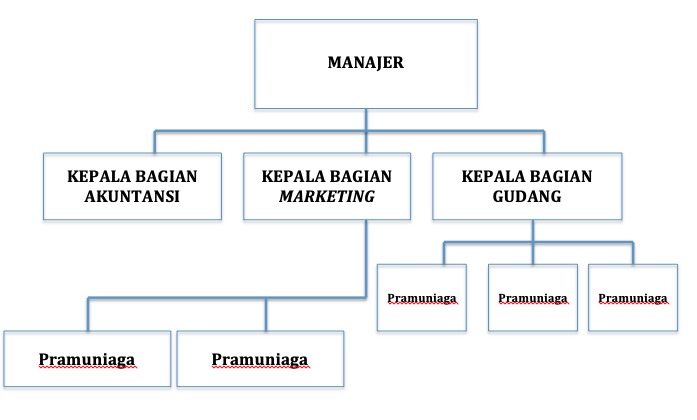 MANAJER
KEPALA BAGIAN
AKUNTANSI
KEPALA BAGIAN
MARKETING
KEPALA BAGIAN
GUDANG
Pramuniaga
Pramuniaga
Pramuniaga
Pramuniaga
Pramuniaga